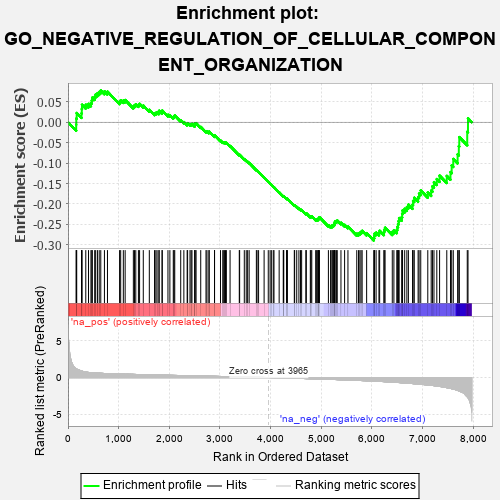 Enrichment plot:
GO_NEGATIVE_REGULATION_OF_CELLULAR_COMPON
ENT_ORGANIZATION
Enrichment score (ES)
0.05
0.00
-0.05
-0.10
-0.15
-0.20
-0.25
-0.30
'na_pos' (positively correlated)
Ranked list metric (PreRanked)
5
0
-5
Zero cross at 3965
'na_neg' (negatively correlated)
0
1,000
2,000
3,000
4,000
5,000
6,000
7,000
8,000
Rank in Ordered Dataset
Enrichment profile
Hits
Ranking metric scores